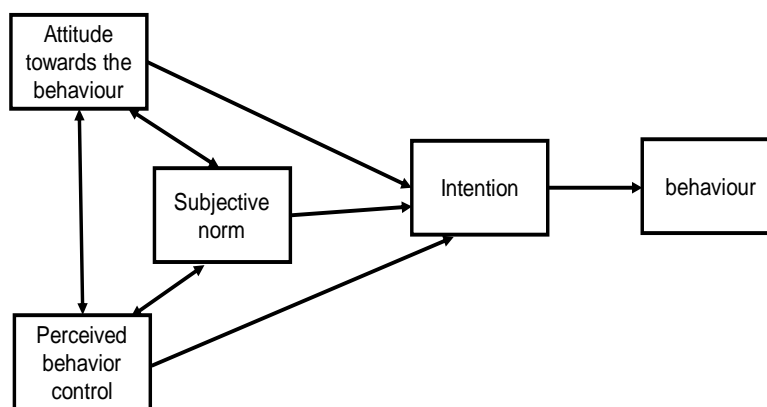 Attitude
towards the
behaviour
Subjective
norm
Intention
behaviour
Perceived
behavior
control